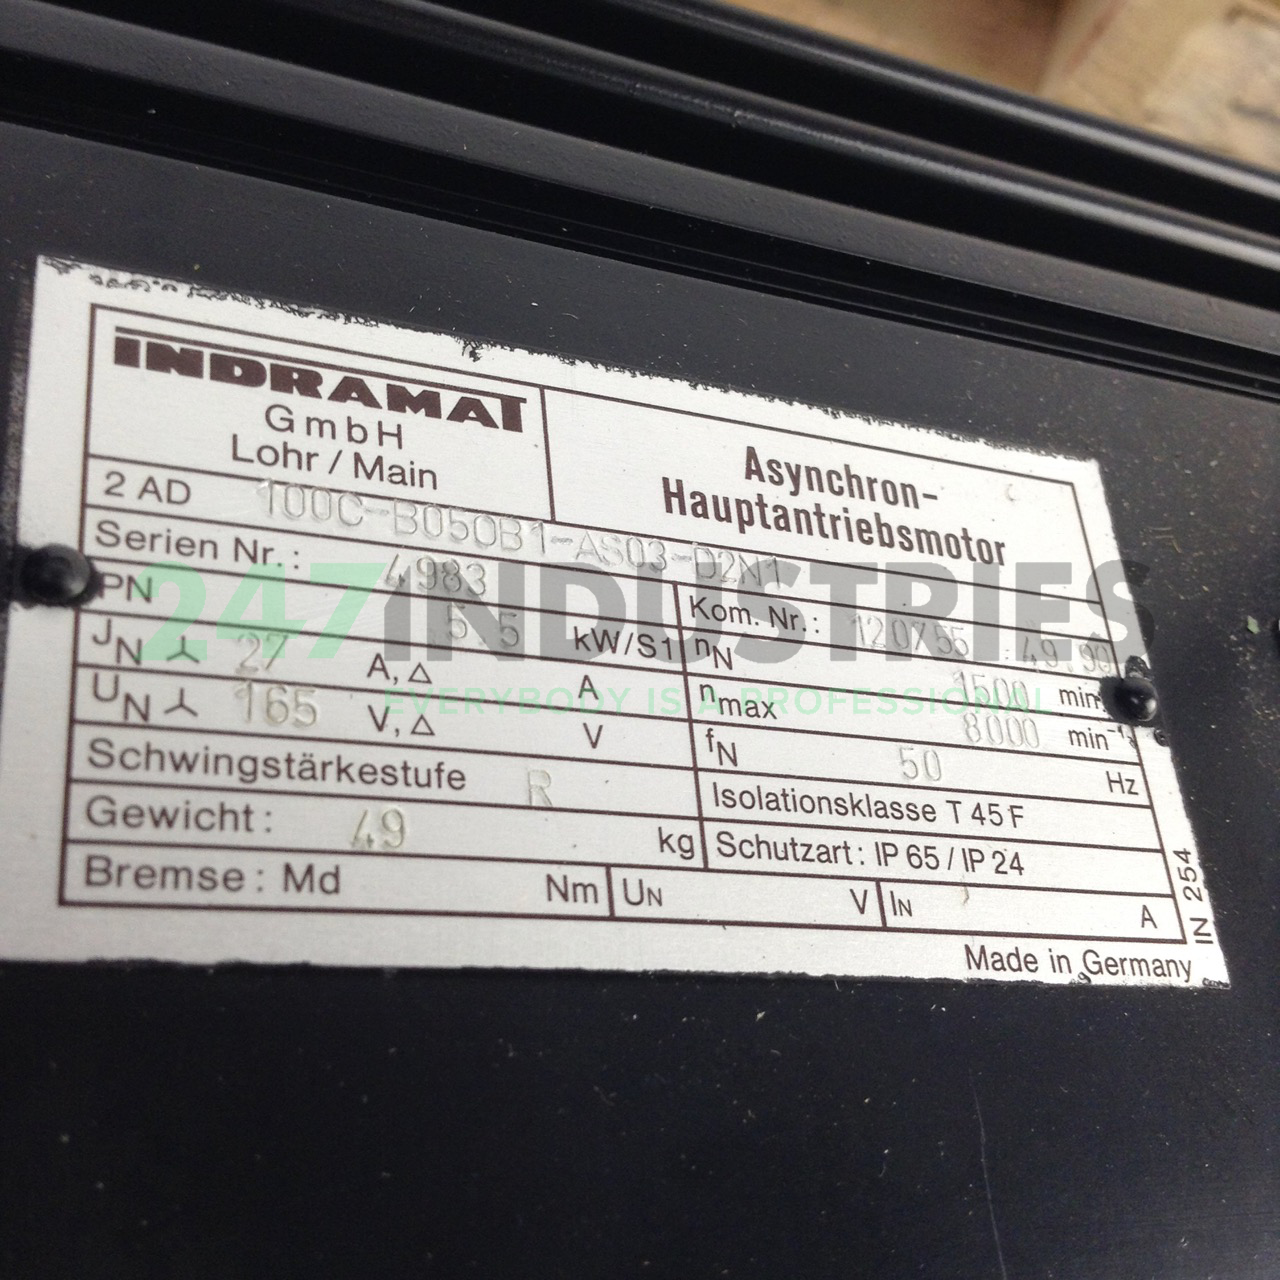 INDRAMAT
GmbH
Lohr / Main
Asynchron-
Hauptantriebsmotor
2 AD 100C-B050B1-AS03-D2N1
Serien Nr.: 4983
Kom. Nr.: 120755 49.90
PN 5.5 kW/S1
nN 1500 min-1
JN 27 A, △ A
nmax 8000 min-1
UN 165 V, △ V
fN 50 Hz
Schwingstärkestufe R
Isolationsklasse T 45 F
Gewicht: 49 kg
Schutzart: IP 65 / IP 24
Bremse: Md Nm UN V IN A
IN 254
Made in Germany
247INDUSTRIES
EVERYBODY IS A PROFESSIONAL